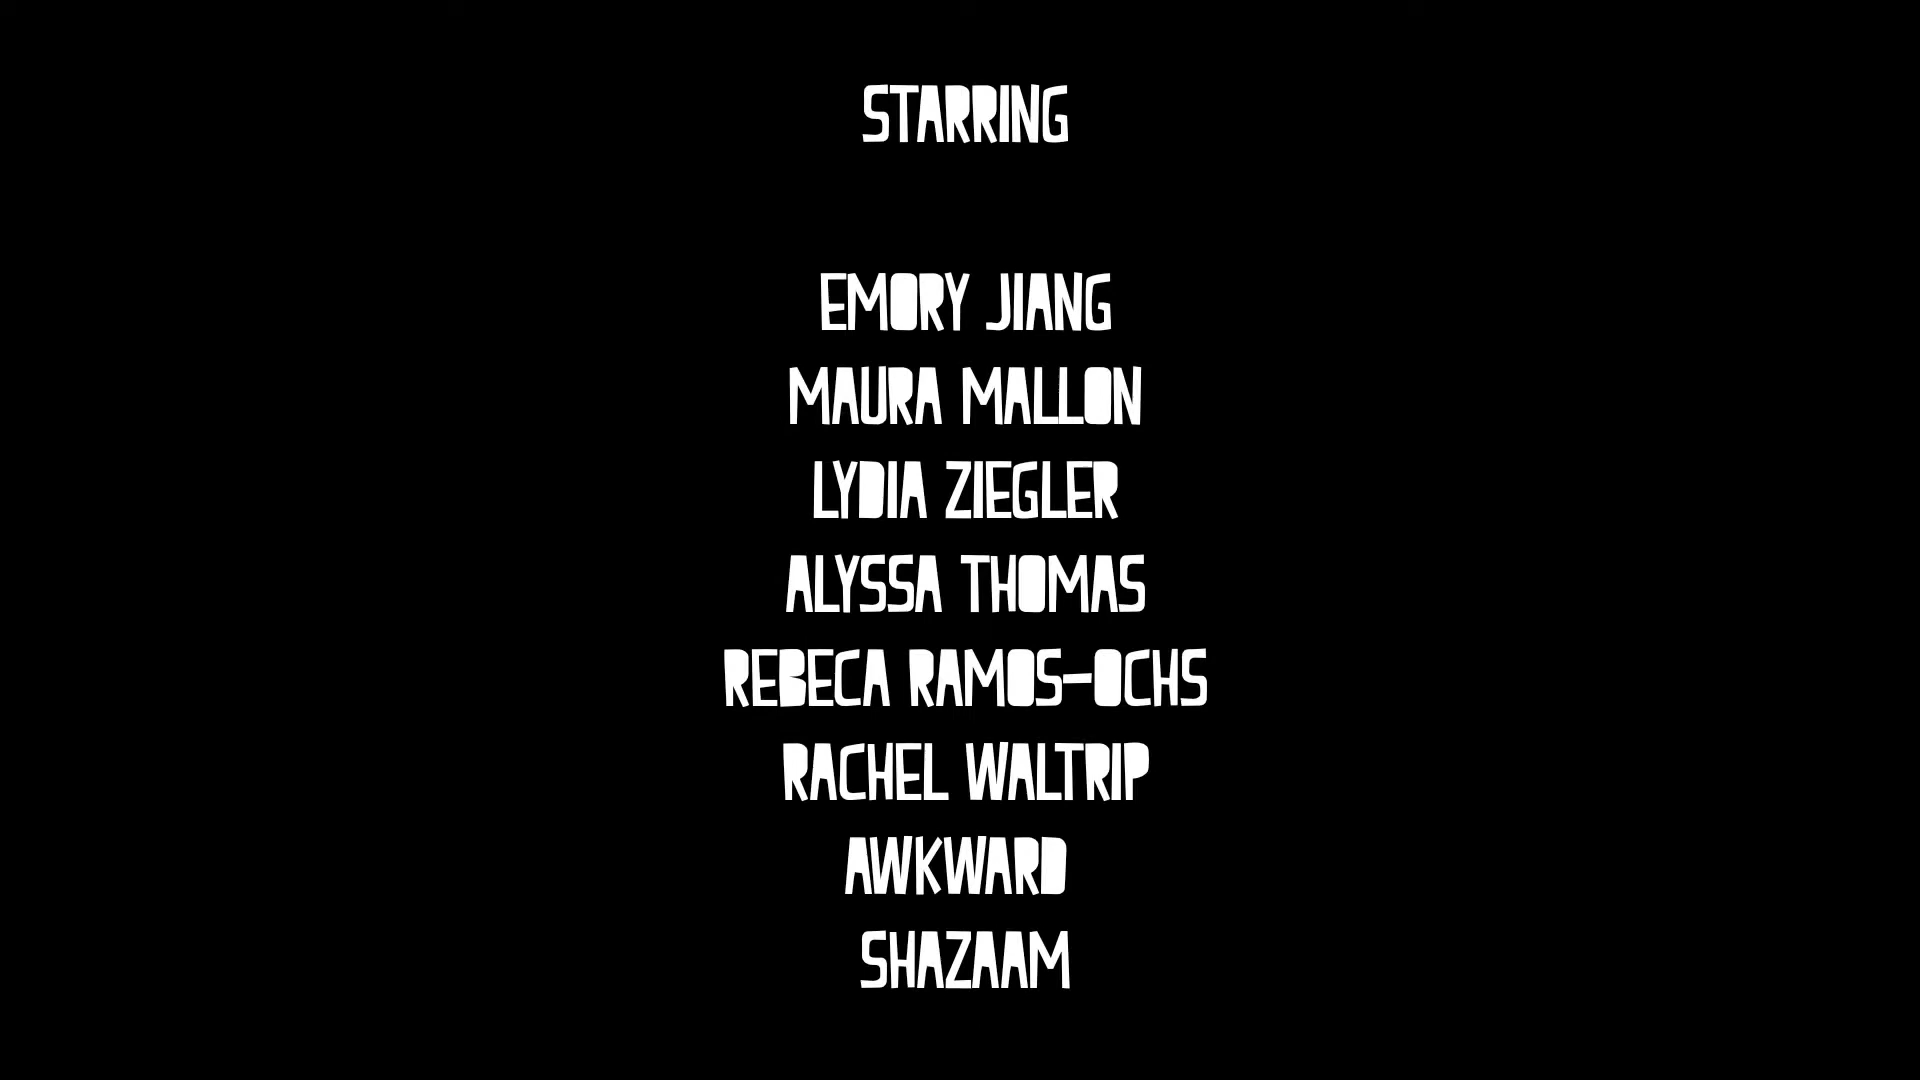 STARRING
EMORY JIANG
MAURA MALLON
LYDIA ZIEGLER
ALYSSA THOMAS
REBECA RAMOS-OCHS
RACHEL WALTRIP
AWKWARD
SHAZAAM